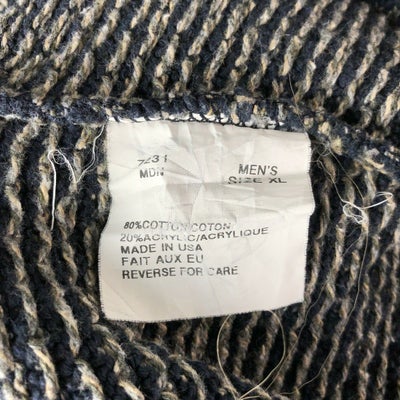 7231
MDN
MEN'S
SIZE XL
80%COTTON/COTON
20%ACRYLIC/ACRYLIQUE
MADE IN USA
FAIT AUX EU
REVERSE FOR CARE